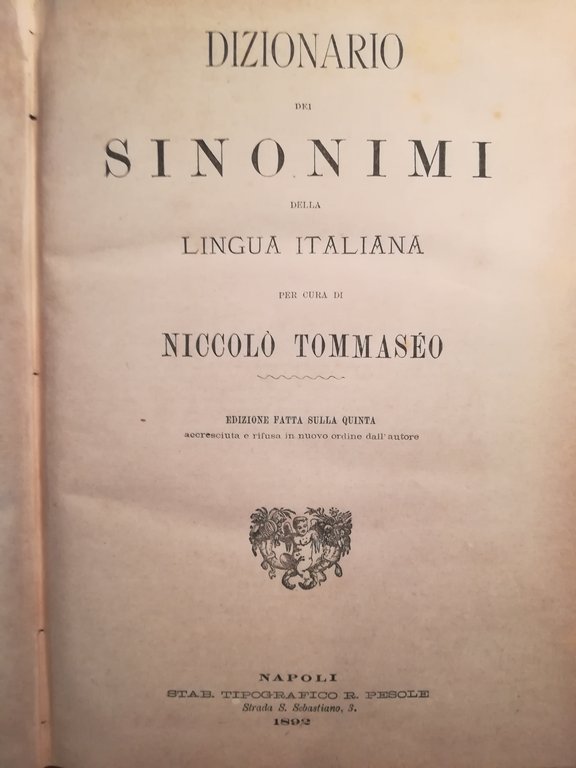 DIZIONARIO
DEI
SINONIMI
DELLA
LINGUA ITALIANA
PER CURA DI
NICCOLÒ TOMMASÉO
EDIZIONE FATTA SULLA QUINTA
accresciuta e rifusa in nuovo ordine dall' autore
NAPOLI
STAB. TIPOGRAFICO R. PESOLE
Strada S. Sebastiano, 3.
1892